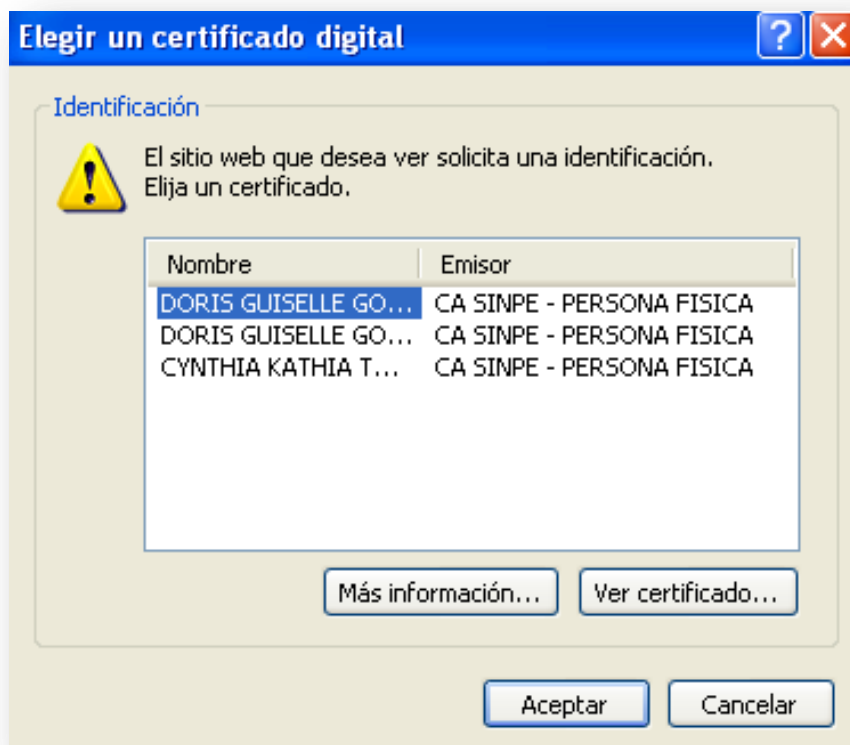 Elegir un certificado digital
Identificación
El sitio web que desea ver solicita una identificación.
Elija un certificado.
Nombre Emisor
DORIS GUISELLE GO... CA SINPE - PERSONA FISICA
DORIS GUISELLE GO... CA SINPE - PERSONA FISICA
CYNTHIA KATHIA T... CA SINPE - PERSONA FISICA
Más información... Ver certificado...
Aceptar Cancelar